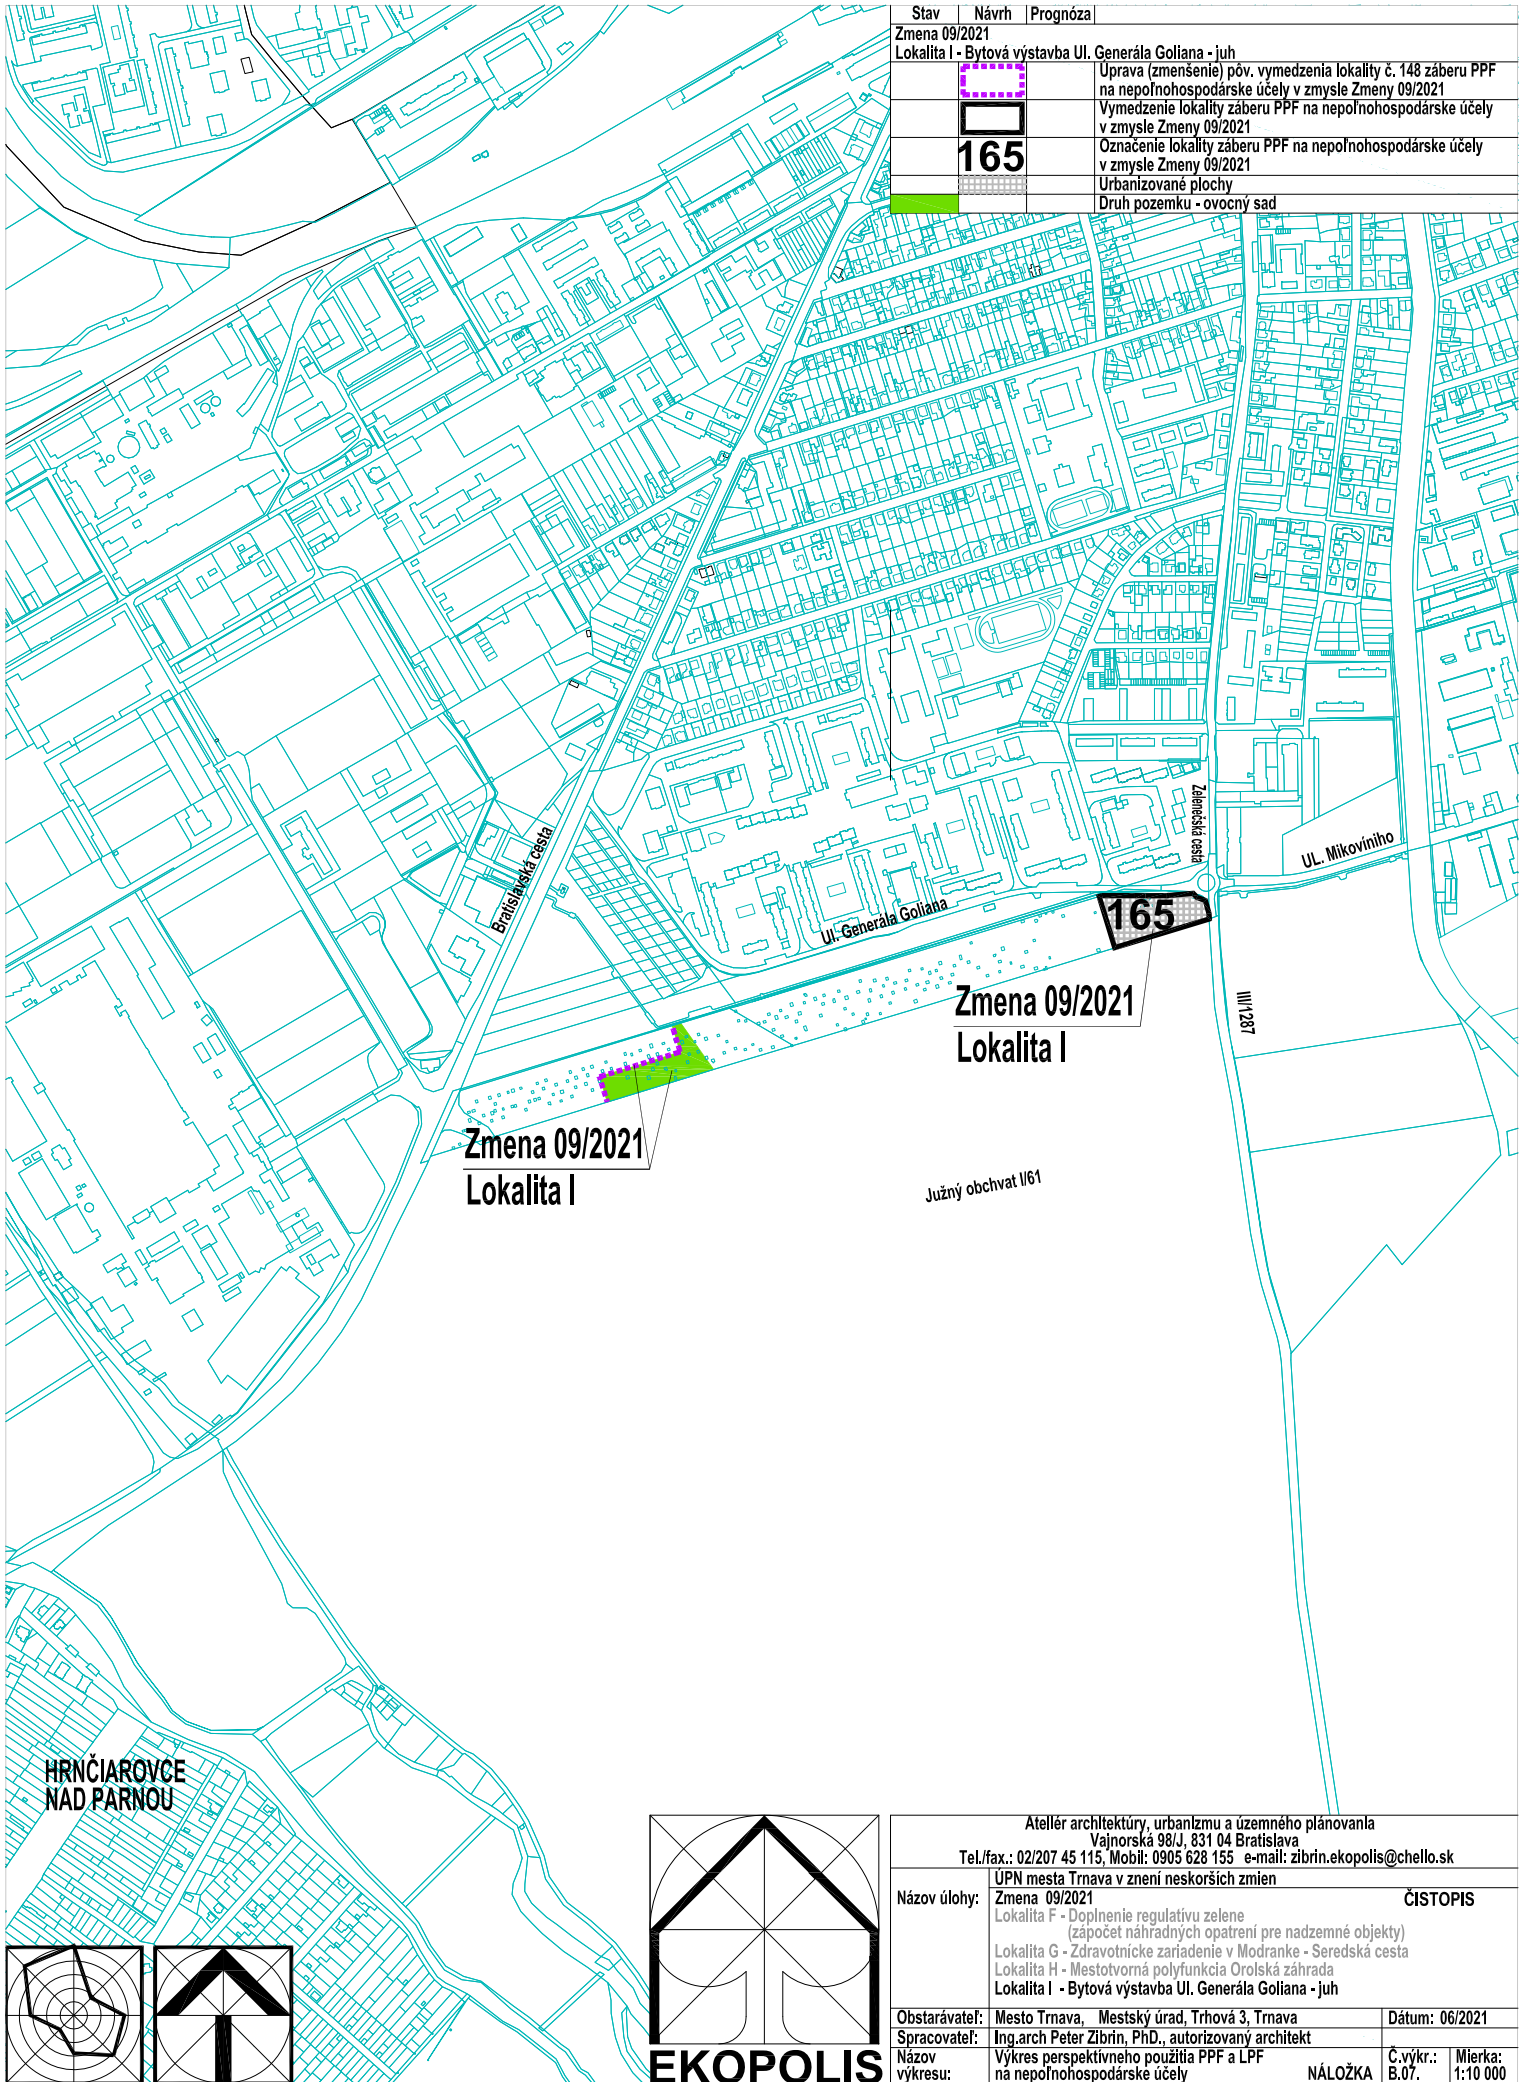 Stav Návrh Prognóza
Zmena 09/2021
Lokalita I - Bytová výstavba Ul. Generála Goliana - juh
Úprava (zmenšenie) pôv. vymedzenia lokality č. 148 záberu PPF
na nepoľnohospodárske účely v zmysle Zmeny 09/2021
Vymedzenie lokality záberu PPF na nepoľnohospodárske účely
v zmysle Zmeny 09/2021
165
Označenie lokality záberu PPF na nepoľnohospodárske účely
v zmysle Zmeny 09/2021
Urbanizované plochy
Druh pozemku - ovocný sad
Bratislavská cesta
Zelenečská cesta
UL. Mikovíniho
Ul. Generála Goliana
165
Zmena 09/2021
Lokalita I
III/1287
Zmena 09/2021
Lokalita I
Južný obchvat I/61
HRNČIAROVCE
NAD PARNOU
EKOPOLIS
Ateliér architektúry, urbanizmu a územného plánovania
Vajnorská 98/J, 831 04 Bratislava
Tel./fax.: 02/207 45 115, Mobil: 0905 628 155 e-mail: zibrin.ekopolis@chello.sk
Názov úlohy:
ÚPN mesta Trnava v znení neskorších zmien
Zmena 09/2021 ČISTOPIS
Lokalita F - Doplnenie regulatívu zelene
(zápočet náhradných opatrení pre nadzemné objekty)
Lokalita G - Zdravotnícke zariadenie v Modranke - Seredská cesta
Lokalita H - Mestotvorná polyfunkcia Orolská záhrada
Lokalita I - Bytová výstavba Ul. Generála Goliana - juh
Obstarávateľ: Mesto Trnava, Mestský úrad, Trhová 3, Trnava Dátum: 06/2021
Spracovateľ: Ing.arch Peter Zibrin, PhD., autorizovaný architekt
Názov výkresu: Výkres perspektívneho použitia PPF a LPF
na nepoľnohospodárske účely NÁLOŽKA
Č.výkr.: B.07.
Mierka: 1:10 000